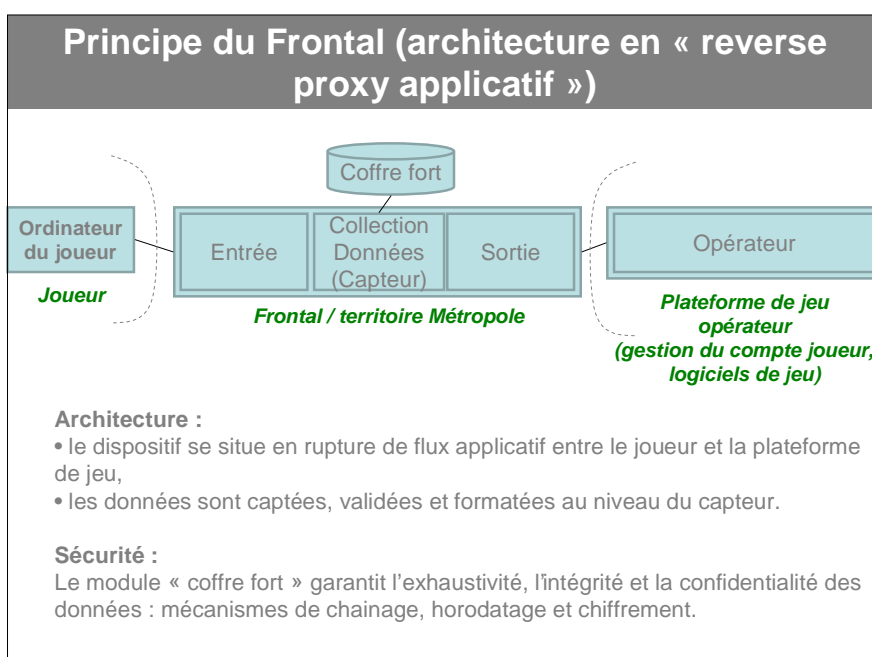 Principe du Frontal (architecture en « reverse
proxy applicatif »)
Coffre fort
Ordinateur
du joueur
Entrée
Collection
Données
(Capteur)
Sortie
Opérateur
Joueur
Frontal / territoire Métropole
Plateforme de jeu
opérateur
(gestion du compte joueur,
logiciels de jeu)
Architecture :
• le dispositif se situe en rupture de flux applicatif entre le joueur et la plateforme
de jeu,
• les données sont captées, validées et formatées au niveau du capteur.
Sécurité :
Le module « coffre fort » garantit l’exhaustivité, l’intégrité et la confidentialité des
données : mécanismes de chainage, horodatage et chiffrement.